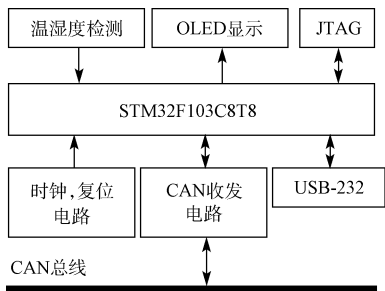 温湿度检测
OLED显示
JTAG
STM32F103C8T8
时钟,复位
电路
CAN收发
电路
USB-232
CAN总线